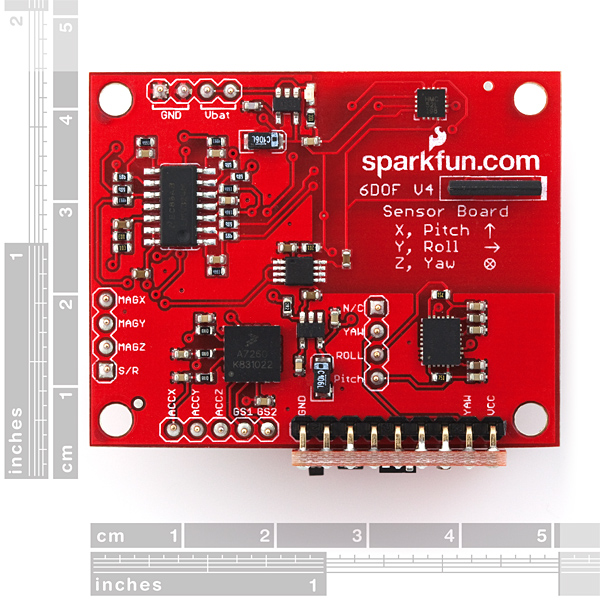 2
5
GND
Vbat
C106L
sparkfun.com
4
6DOF V4
Sensor Board
X, Pitch ↑
Y, Roll →
Z, Yaw ⊗
3
1
2
MAGX
MAGY
MAGZ
S/R
N/C
YAW
ROLL
Pitch
A7260
K831022
C106L
1
ACCX
ACCY
ACCZ
GS1
GS2
GND
YAW
VCC
inches
cm
cm 1 2 3 4 5
inches 1